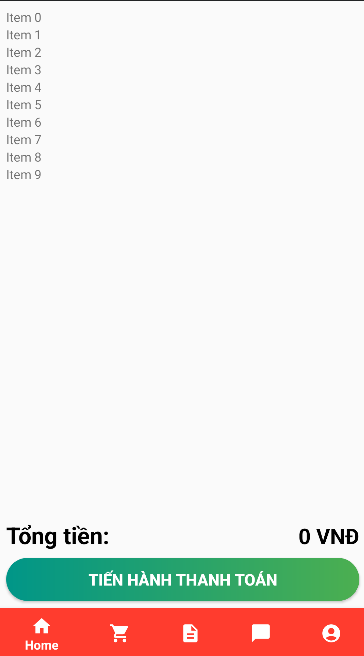 Item 0
Item 1
Item 2
Item 3
Item 4
Item 5
Item 6
Item 7
Item 8
Item 9
Tổng tiền: 0 VNĐ
TIẾN HÀNH THANH TOÁN
Home